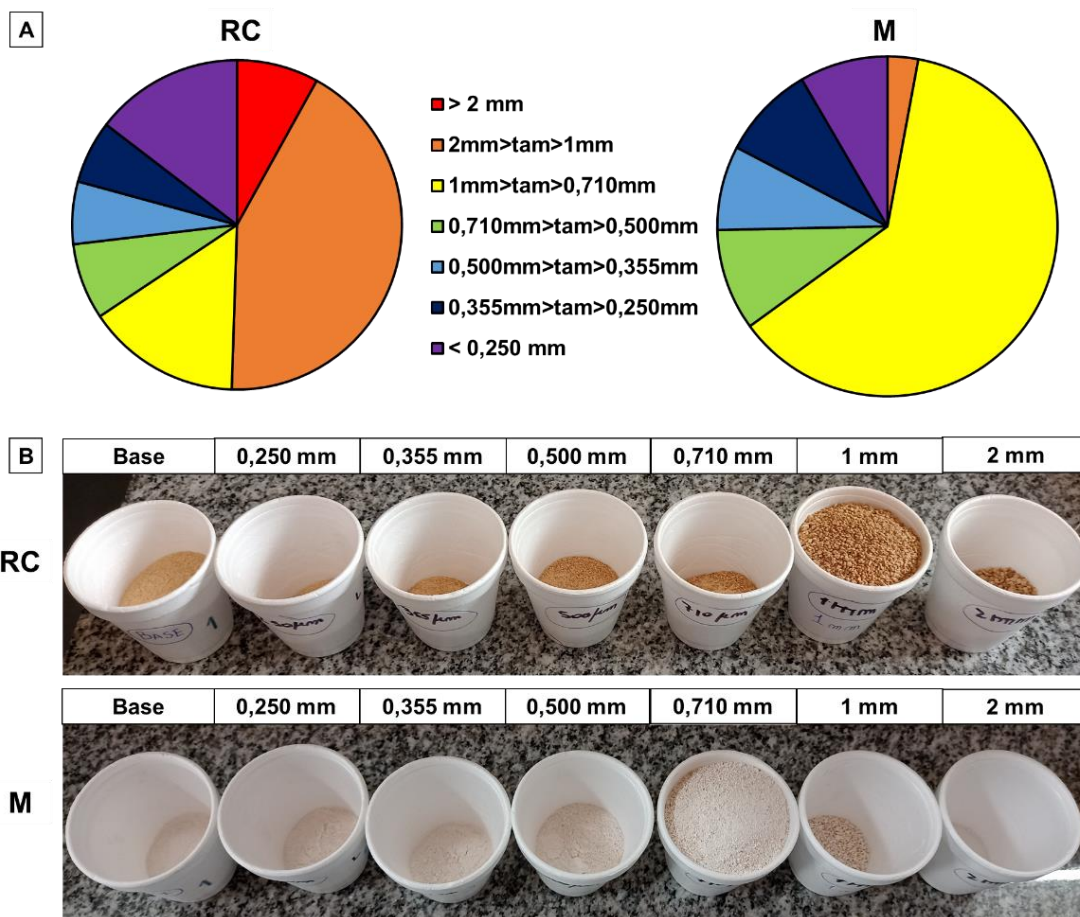 A
RC
M
> 2 mm
2mm>tam>1mm
1mm>tam>0,710mm
0,710mm>tam>0,500mm
0,500mm>tam>0,355mm
0,355mm>tam>0,250mm
< 0,250 mm
B
Base 0,250 mm 0,355 mm 0,500 mm 0,710 mm 1 mm 2 mm
RC
BASE 1
500µm
710µm
1mm
1 mm
Base 0,250 mm 0,355 mm 0,500 mm 0,710 mm 1 mm 2 mm
M
1